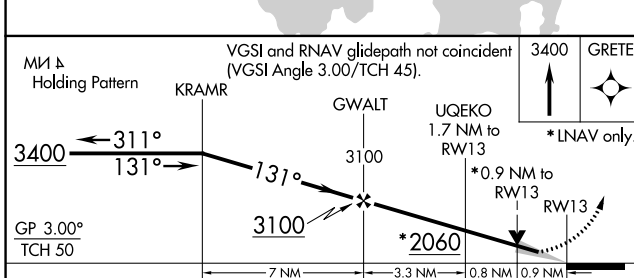 VGSI and RNAV glidepath not coincident
(VGSI Angle 3.00/TCH 45).
3400
GRETE
4 NM
Holding Pattern
KRAMR
GWALT
UQEKO
1.7 NM to
RW13
*LNAV only.
311°
3400
131°
131°
3100
*0.9 NM to
RW13
RW13
3100
*2060
GP 3.00°
TCH 50
7 NM
3.3 NM
0.8 NM
0.9 NM